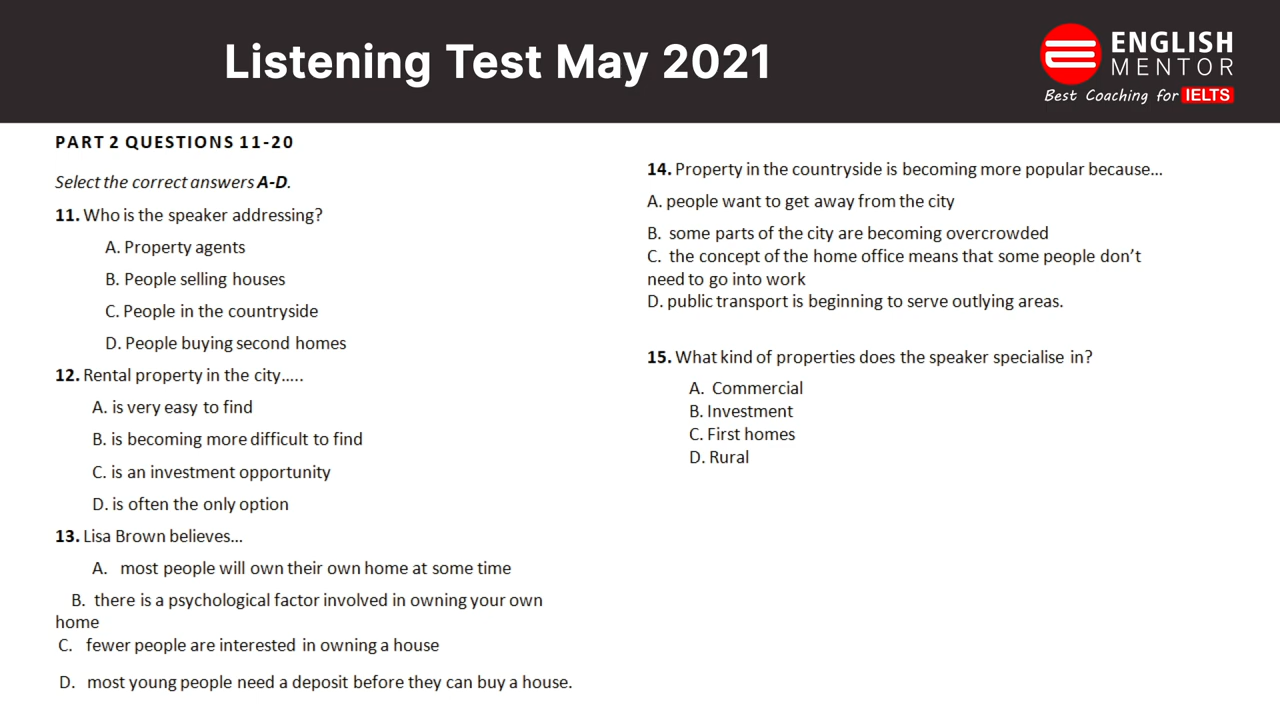 Listening Test May 2021
ENGLISH
MENTOR
Best Coaching for IELTS
PART 2 QUESTIONS 11-20
Select the correct answers A-D.
11. Who is the speaker addressing?
A. Property agents
B. People selling houses
C. People in the countryside
D. People buying second homes
12. Rental property in the city.....
A. is very easy to find
B. is becoming more difficult to find
C. is an investment opportunity
D. is often the only option
13. Lisa Brown believes...
A. most people will own their own home at some time
B. there is a psychological factor involved in owning your own
home
C. fewer people are interested in owning a house
D. most young people need a deposit before they can buy a house.
14. Property in the countryside is becoming more popular because...
A. people want to get away from the city
B. some parts of the city are becoming overcrowded
C. the concept of the home office means that some people don’t
need to go into work
D. public transport is beginning to serve outlying areas.
15. What kind of properties does the speaker specialise in?
A. Commercial
B. Investment
C. First homes
D. Rural